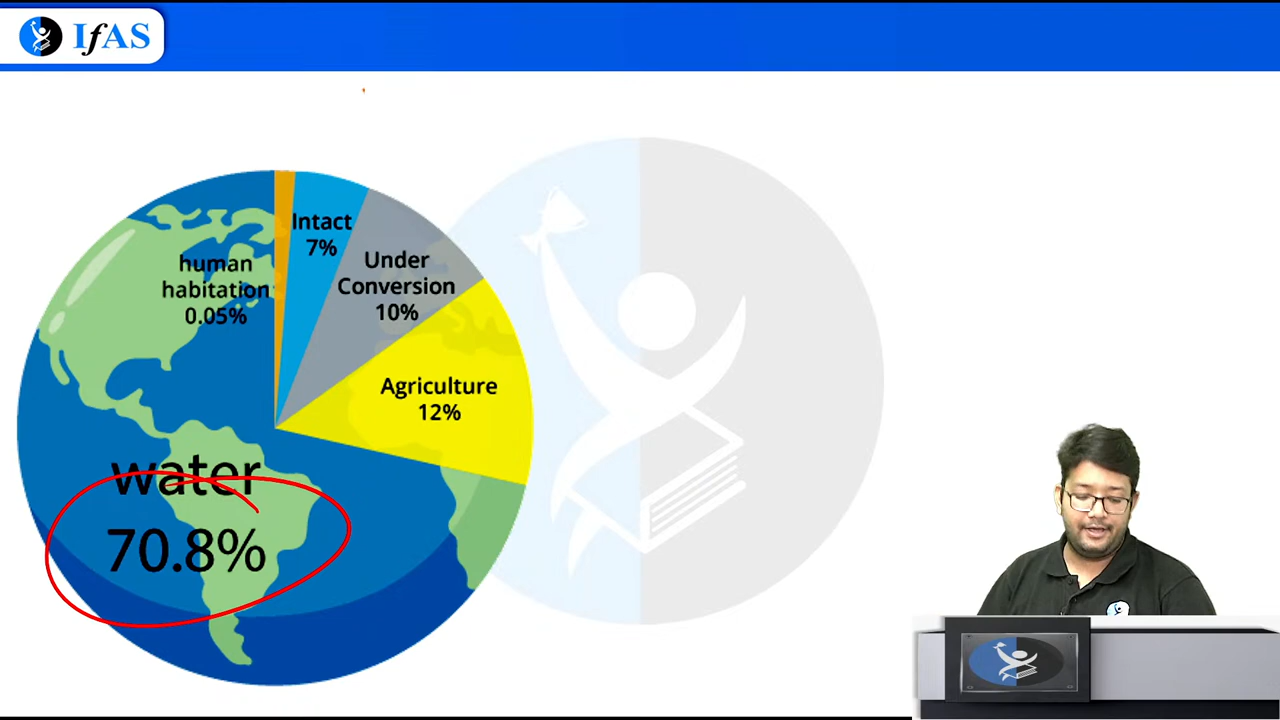 IfAS
Intact
7%
human
habitation
0.05%
Under
Conversion
10%
Agriculture
12%
water
70.8%